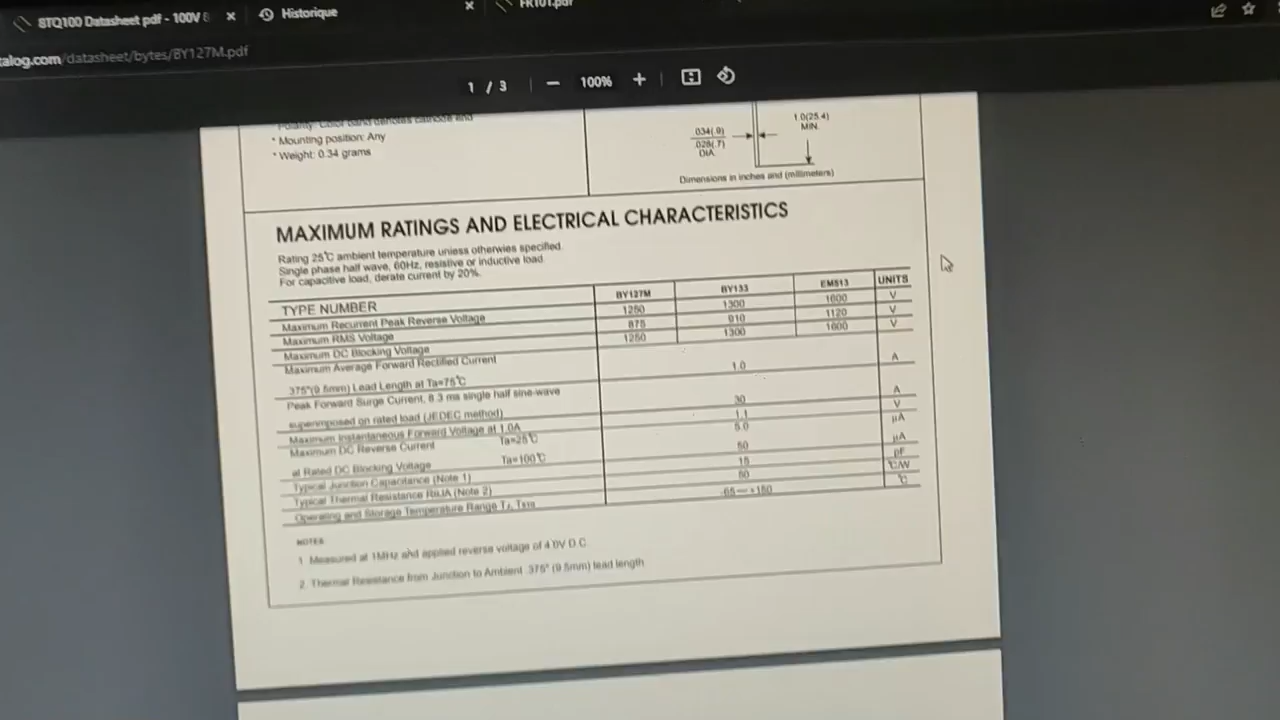 STQ100 Datasheet pdf - 100V
Historique
FR101.pdf
alog.com/datasheet/bytes/BY127M.pdf
1 / 3
100%
Polarity: Color band denotes cathode end
* Mounting position: Any
* Weight: 0.34 grams
.034(.9)
.028(.7)
DIA.
1.0(25.4)
MIN.
Dimensions in inches and (millimeters)
MAXIMUM RATINGS AND ELECTRICAL CHARACTERISTICS
Rating 25℃ ambient temperature unless otherwies specified.
Single phase half wave, 60Hz, resistive or inductive load.
For capacitive load, derate current by 20%.
TYPE NUMBER BY127M BY133 EM513 UNITS
Maximum Recurrent Peak Reverse Voltage 1250 1300 1600 V
Maximum RMS Voltage 875 910 1120 V
Maximum DC Blocking Voltage 1250 1300 1600 V
Maximum Average Forward Rectified Current
.375"(9.5mm) Lead Length at Ta=75℃ 1.0 A
Peak Forward Surge Current, 8.3 ms single half sine-wave
superimposed on rated load (JEDEC method) 30 A
Maximum Instantaneous Forward Voltage at 1.0A 1.1 V
Maximum DC Reverse Current Ta=25℃ 5.0 μA
at Rated DC Blocking Voltage Ta=100℃ 50 μA
Typical Junction Capacitance (Note 1) 15 pF
Typical Thermal Resistance RθJA (Note 2) 50 ℃/W
Operating and Storage Temperature Range TJ, TSTG -65—+150 ℃
NOTES:
1. Measured at 1MHz and applied reverse voltage of 4.0V D.C.
2. Thermal Resistance from Junction to Ambient .375" (9.5mm) lead length.